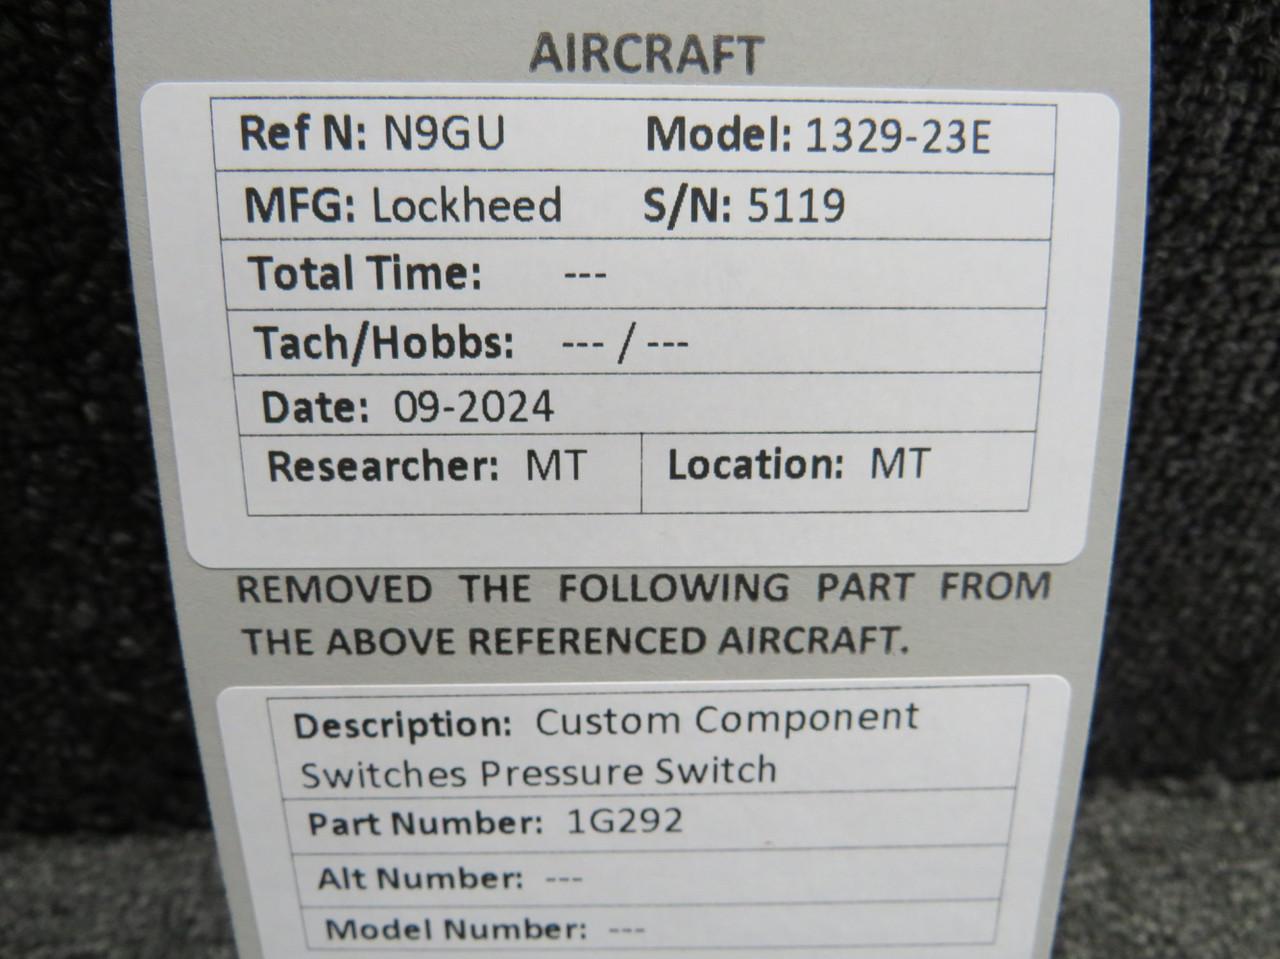 AIRCRAFT
Ref N: N9GU Model: 1329-23E
MFG: Lockheed S/N: 5119
Total Time: ---
Tach/Hobbs: --- / ---
Date: 09-2024
Researcher: MT Location: MT
REMOVED THE FOLLOWING PART FROM
THE ABOVE REFERENCED AIRCRAFT.
Description: Custom Component
Switches Pressure Switch
Part Number: 1G292
Alt Number: ---
Model Number: ---